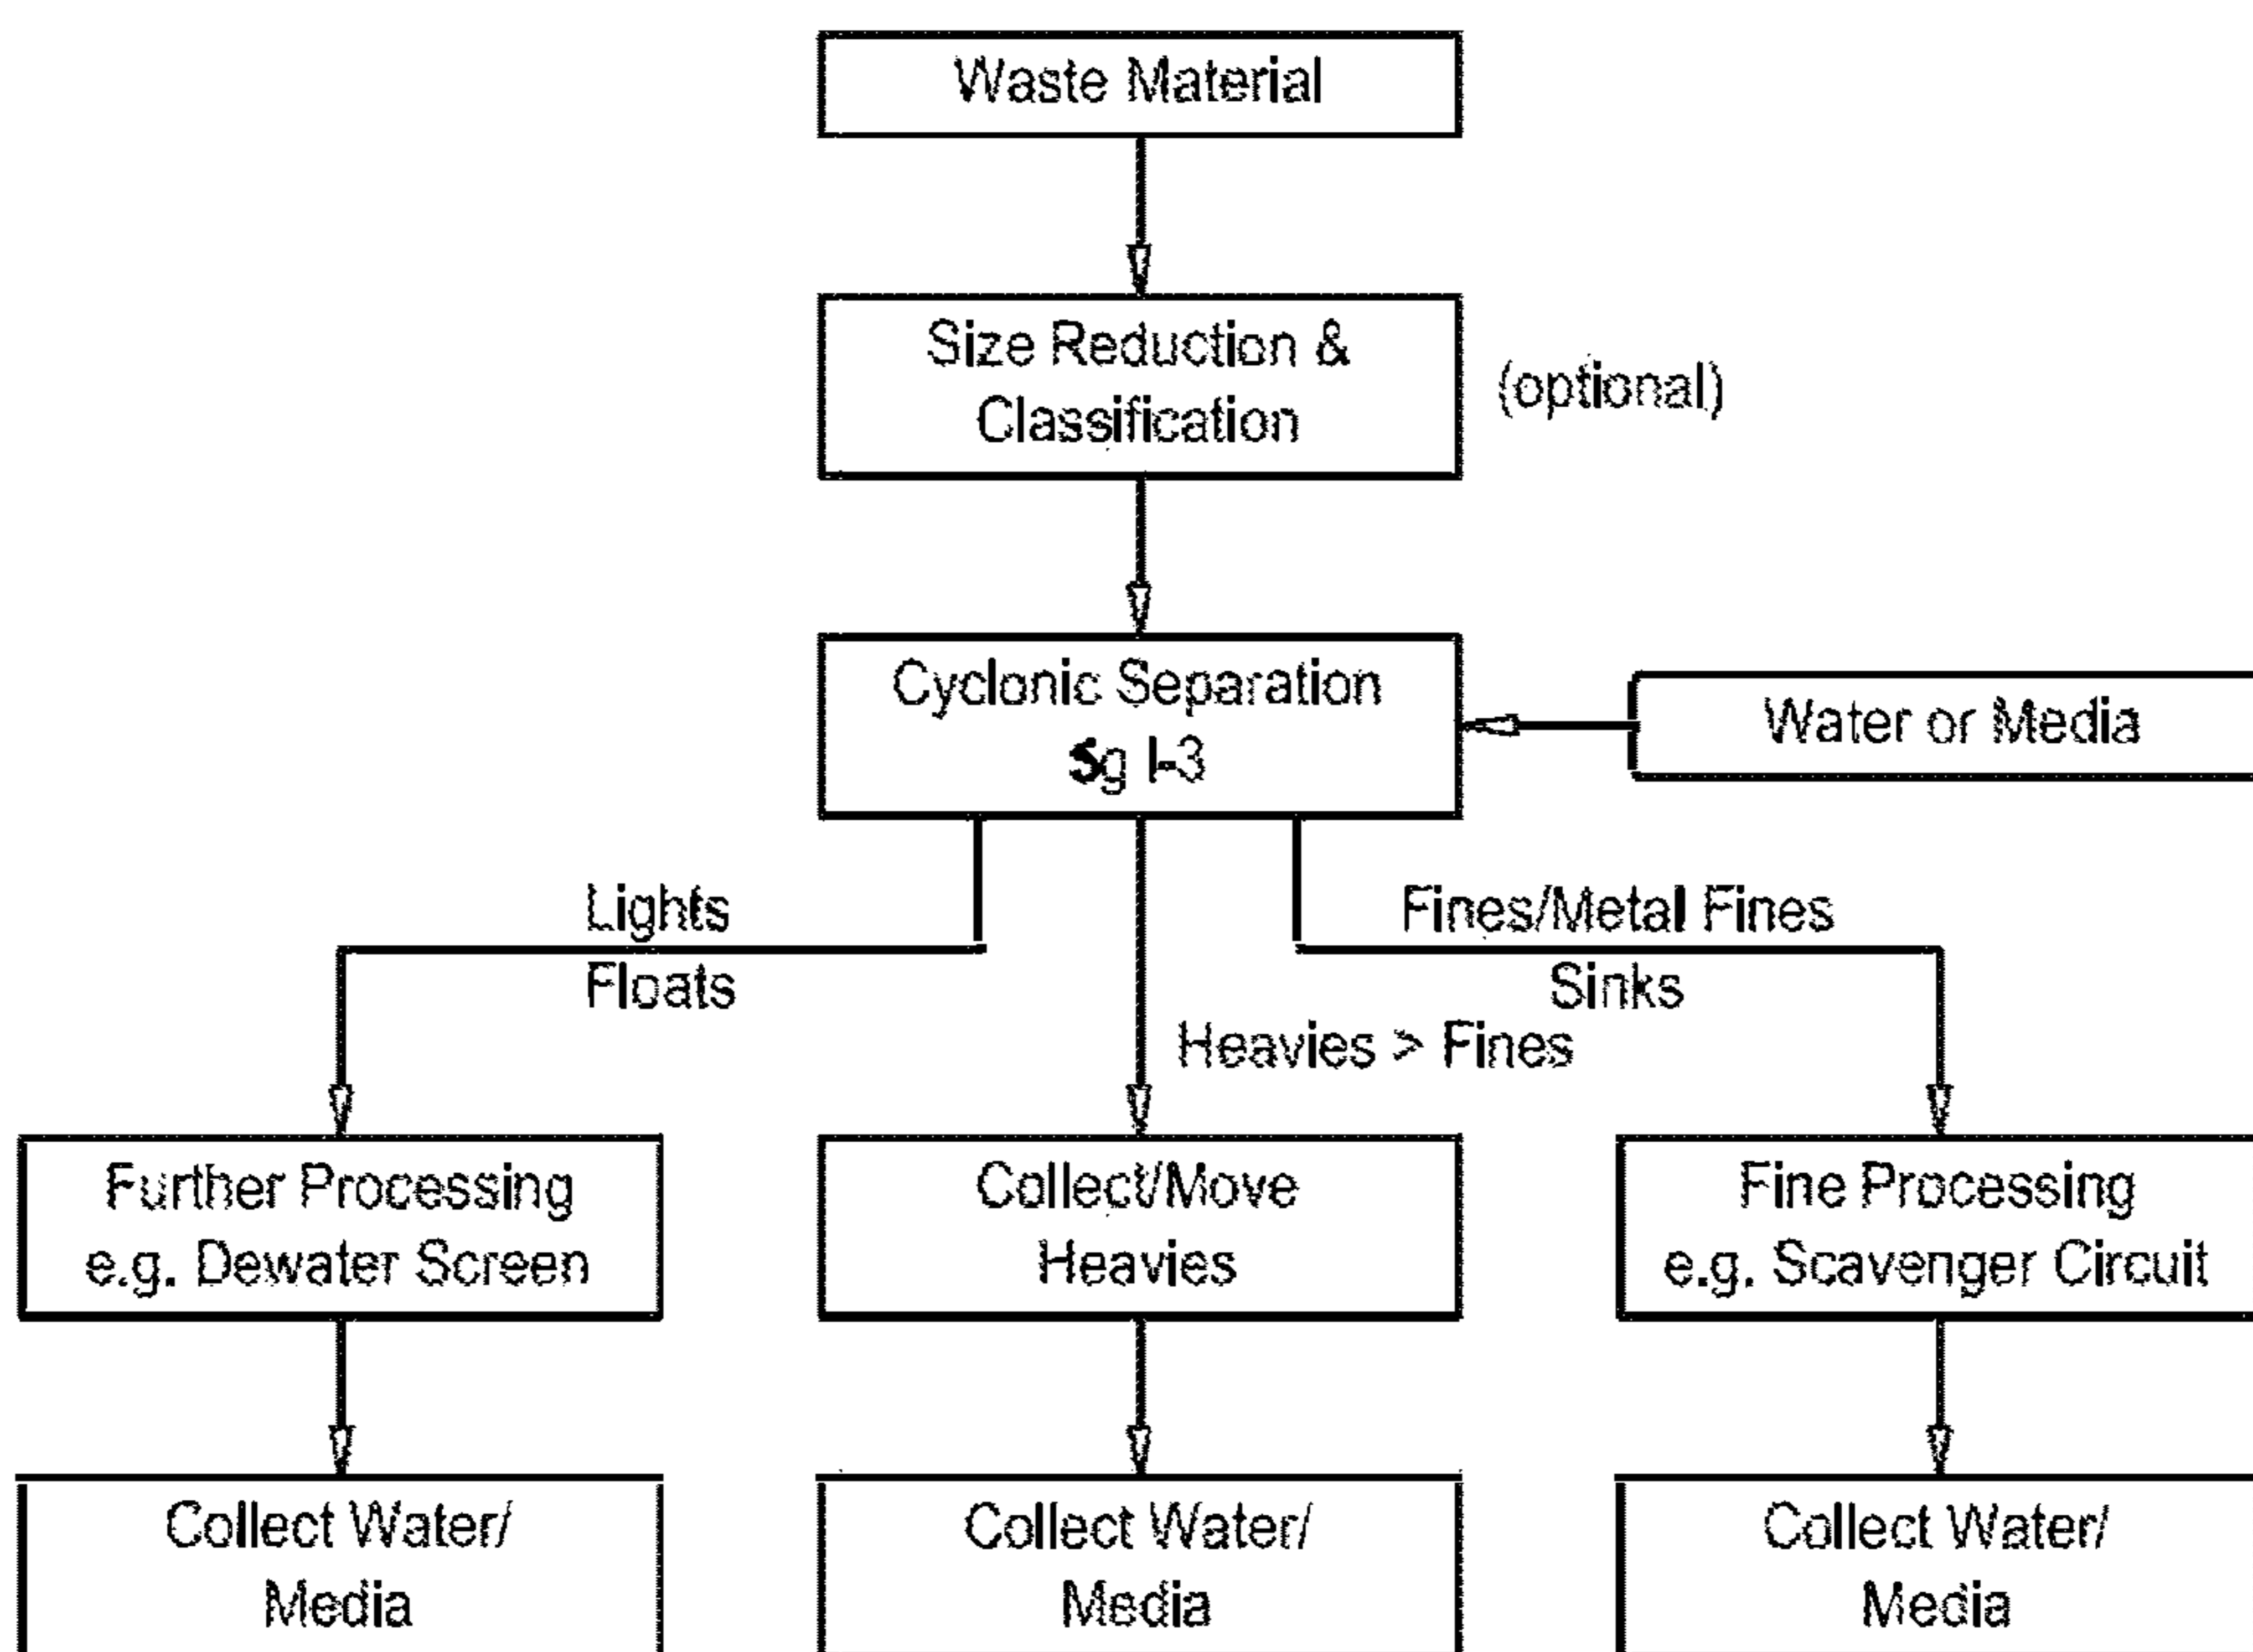 Waste Material
Size Reduction &
Classification
(optional)
Cyclonic Separation
Sg I-3
Water or Media
Lights
Floats
Fines/Metal Fines
Sinks
Heavies > Fines
Further Processing
e.g. Dewater Screen
Collect/Move
Heavies
Fine Processing
e.g. Scavenger Circuit
Collect Water/
Media
Collect Water/
Media
Collect Water/
Media